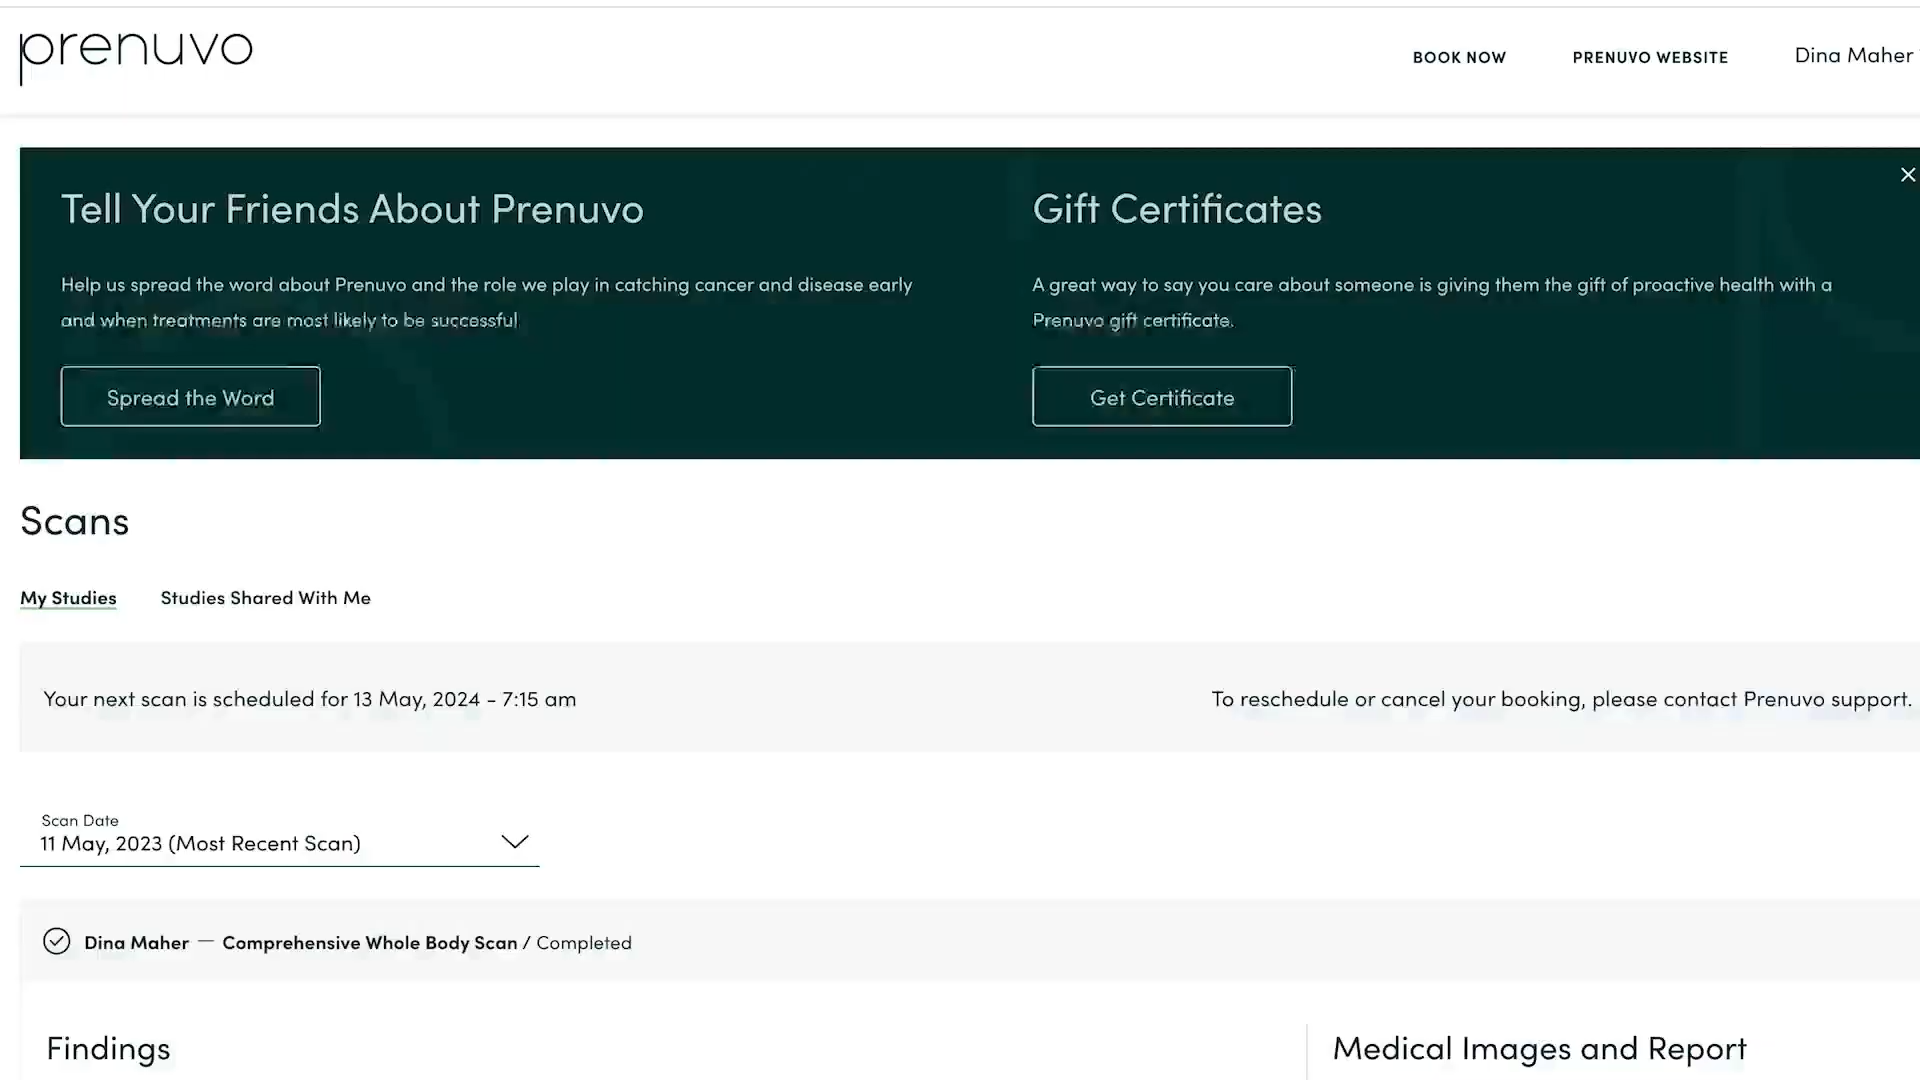 prenuvo
BOOK NOW
PRENUVO WEBSITE
Dina Maher
Tell Your Friends About Prenuvo
Help us spread the word about Prenuvo and the role we play in catching cancer and disease early
and when treatments are most likely to be successful
Spread the Word
Gift Certificates
A great way to say you care about someone is giving them the gift of proactive health with a
Prenuvo gift certificate.
Get Certificate
Scans
My Studies
Studies Shared With Me
Your next scan is scheduled for 13 May, 2024 - 7:15 am
To reschedule or cancel your booking, please contact Prenuvo support.
Scan Date
11 May, 2023 (Most Recent Scan)
Dina Maher — Comprehensive Whole Body Scan / Completed
Findings
Medical Images and Report